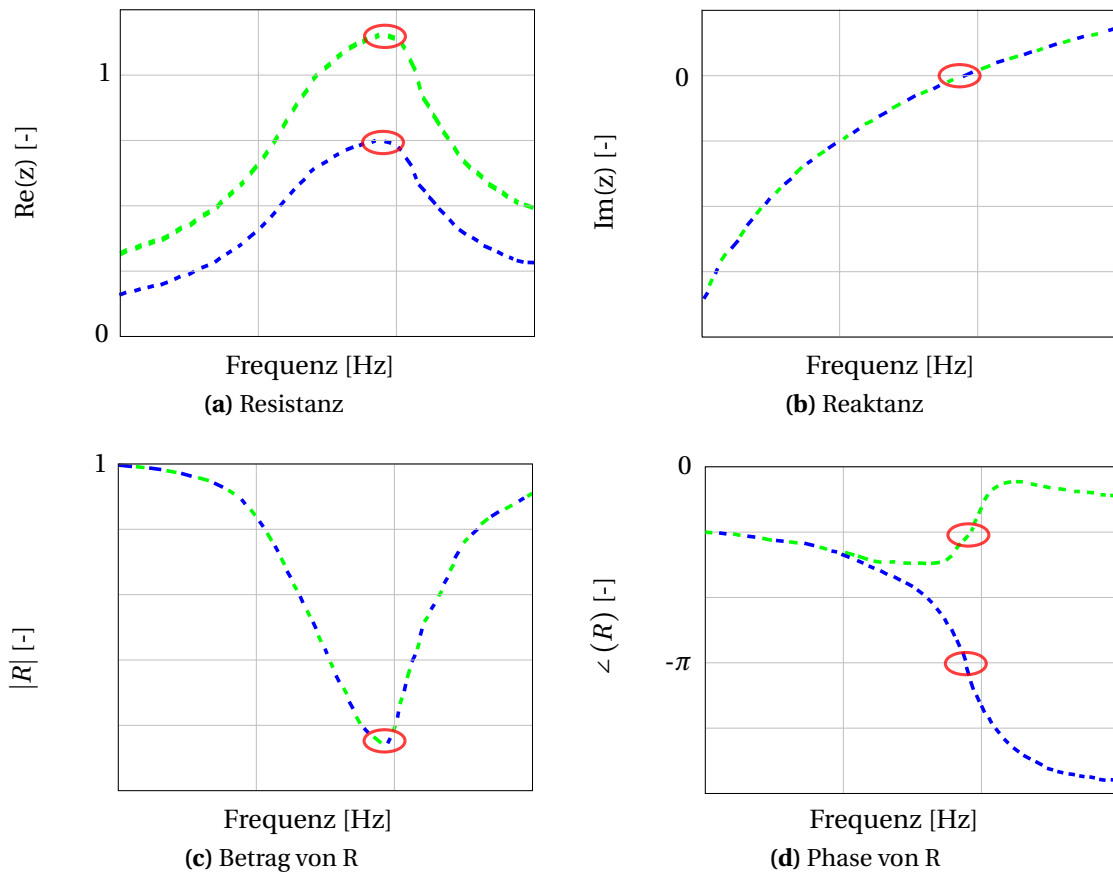 1
Re(z) [-]
0
Frequenz [Hz]
(a) Resistanz
0
Im(z) [-]
Frequenz [Hz]
(b) Reaktanz
1
|R| [-]
Frequenz [Hz]
(c) Betrag von R
0
∠(R) [-]
-π
Frequenz [Hz]
(d) Phase von R